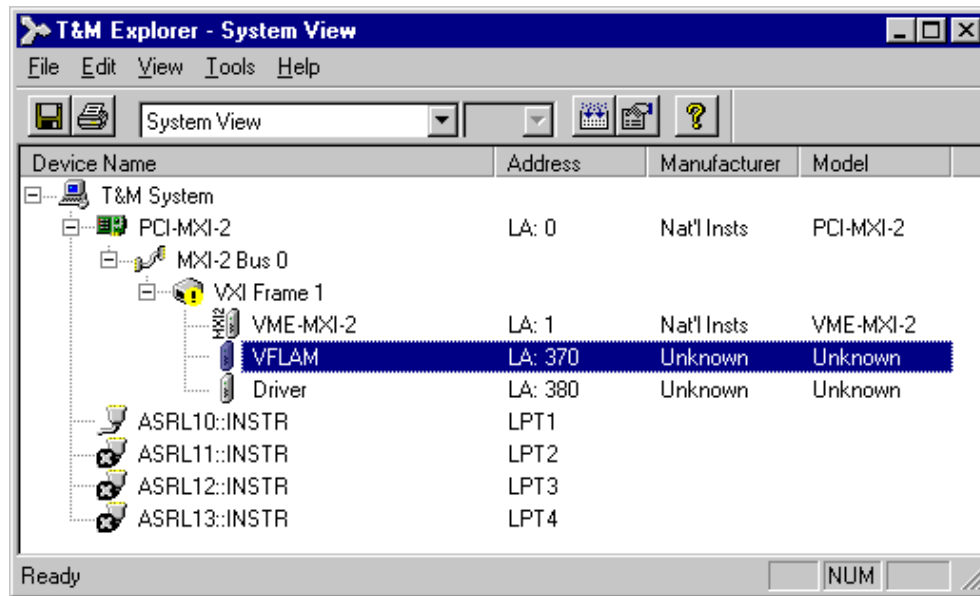 T&M Explorer - System View
File Edit View Tools Help
System View
Device Name Address Manufacturer Model
T&M System
PCI-MXI-2 LA: 0 Nat'l Insts PCI-MXI-2
MXI-2 Bus 0
VXI Frame 1
MXI2 VME-MXI-2 LA: 1 Nat'l Insts VME-MXI-2
VFLAM LA: 370 Unknown Unknown
Driver LA: 380 Unknown Unknown
ASRL10::INSTR LPT1
ASRL11::INSTR LPT2
ASRL12::INSTR LPT3
ASRL13::INSTR LPT4
Ready NUM